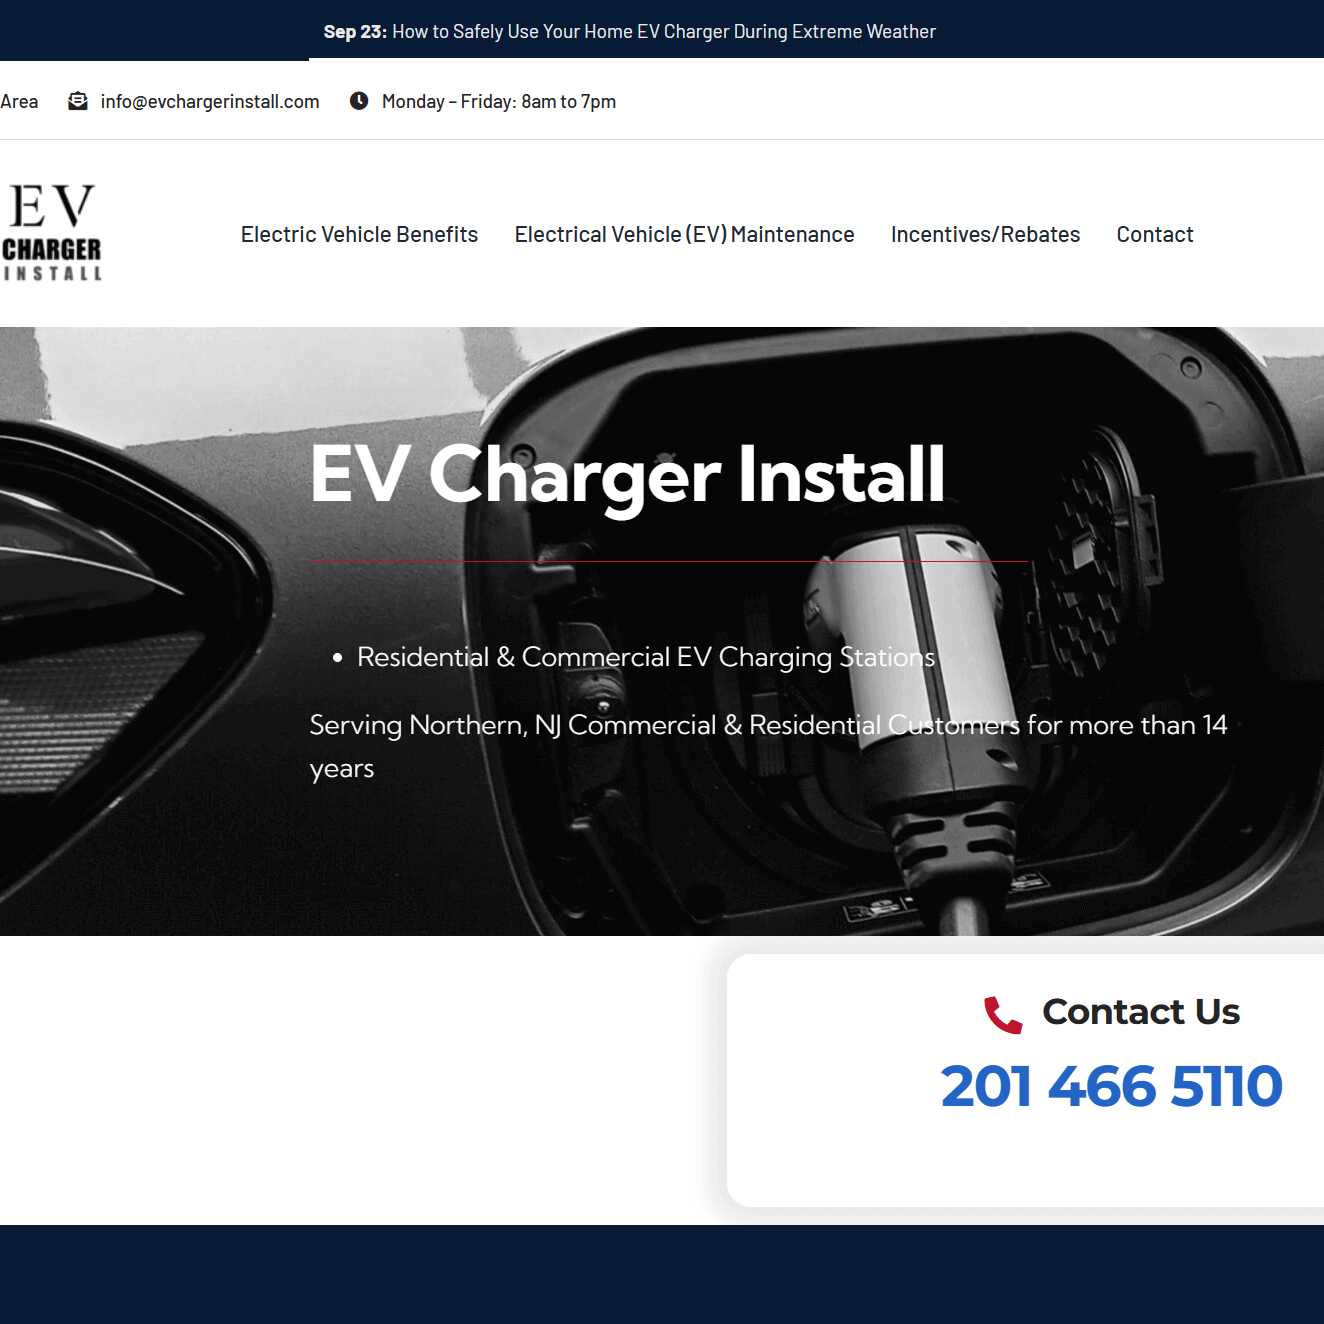 Sep 23: How to Safely Use Your Home EV Charger During Extreme Weather
Area
info@evchargerinstall.com
Monday – Friday: 8am to 7pm
EV
CHARGER
INSTALL
Electric Vehicle Benefits
Electrical Vehicle (EV) Maintenance
Incentives/Rebates
Contact
EV Charger Install
• Residential & Commercial EV Charging Stations
Serving Northern, NJ Commercial & Residential Customers for more than 14
years
Contact Us
201 466 5110